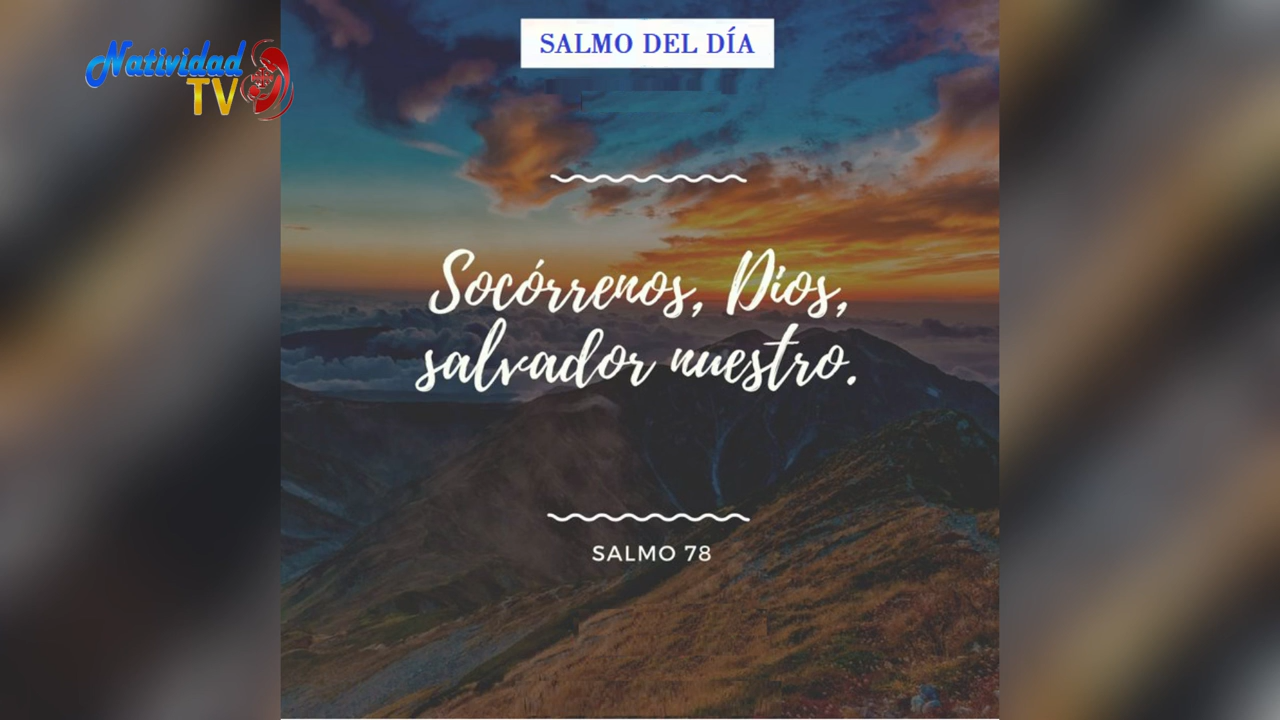 Natividad
TV
SALMO DEL DÍA
Socórrenos, Dios,
salvador nuestro.
SALMO 78